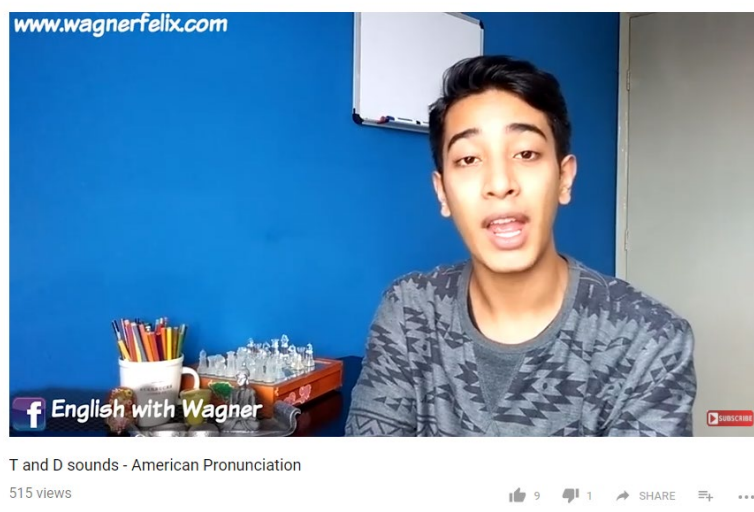 www.wagnerfelix.com
f English with Wagner
SUBSCRIBE
T and D sounds - American Pronunciation
515 views
9
1
SHARE